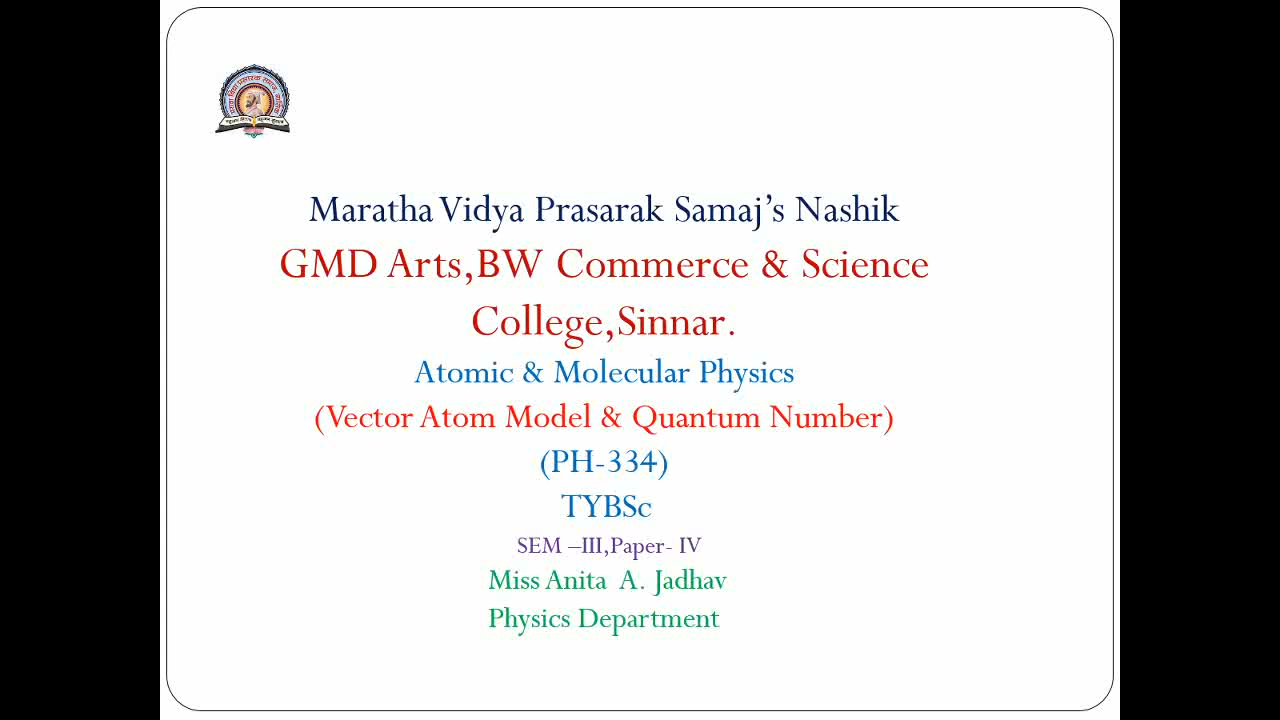 Maratha Vidya Prasarak Samaj’s Nashik
GMD Arts,BW Commerce & Science
College,Sinnar.
Atomic & Molecular Physics
(Vector Atom Model & Quantum Number)
(PH-334)
TYBSc
SEM –III,Paper- IV
Miss Anita A. Jadhav
Physics Department